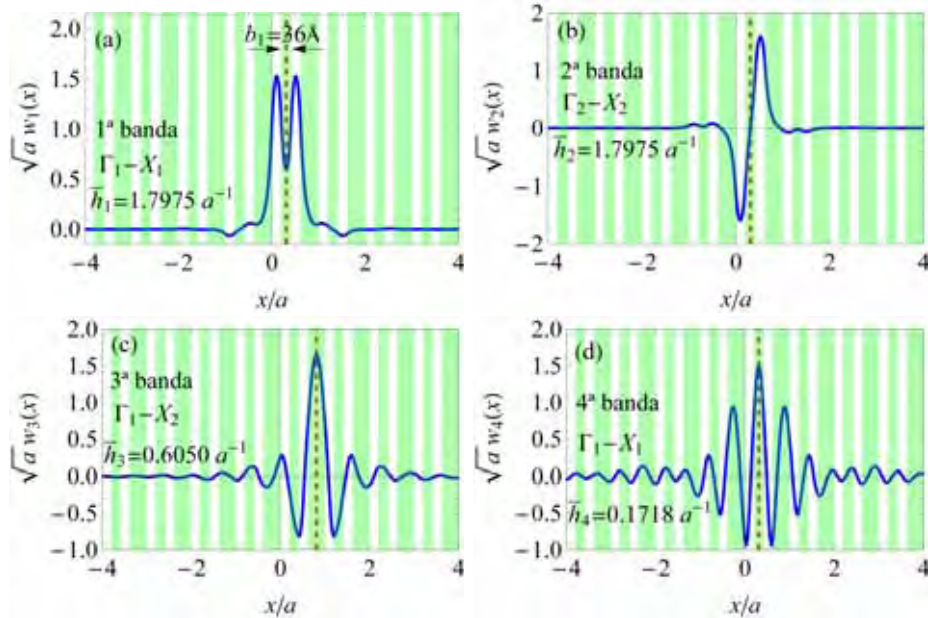 (a)
b₁=36Å
1ª banda
Γ₁−X₁
h̅₁=1.7975 a⁻¹
√a w₁(x)
2.0
1.5
1.0
0.5
0.0
−4 −2 0 2 4
x/a
(b)
2ª banda
Γ₂−X₂
h̅₂=1.7975 a⁻¹
√a w₂(x)
2
1
0
−1
−2
−4 −2 0 2 4
x/a
(c)
3ª banda
Γ₁−X₂
h̅₃=0.6050 a⁻¹
√a w₃(x)
2.0
1.5
1.0
0.5
0.0
−0.5
−1.0
−4 −2 0 2 4
x/a
(d)
4ª banda
Γ₁−X₁
h̅₄=0.1718 a⁻¹
√a w₄(x)
2.0
1.5
1.0
0.5
0.0
−0.5
−1.0
−4 −2 0 2 4
x/a